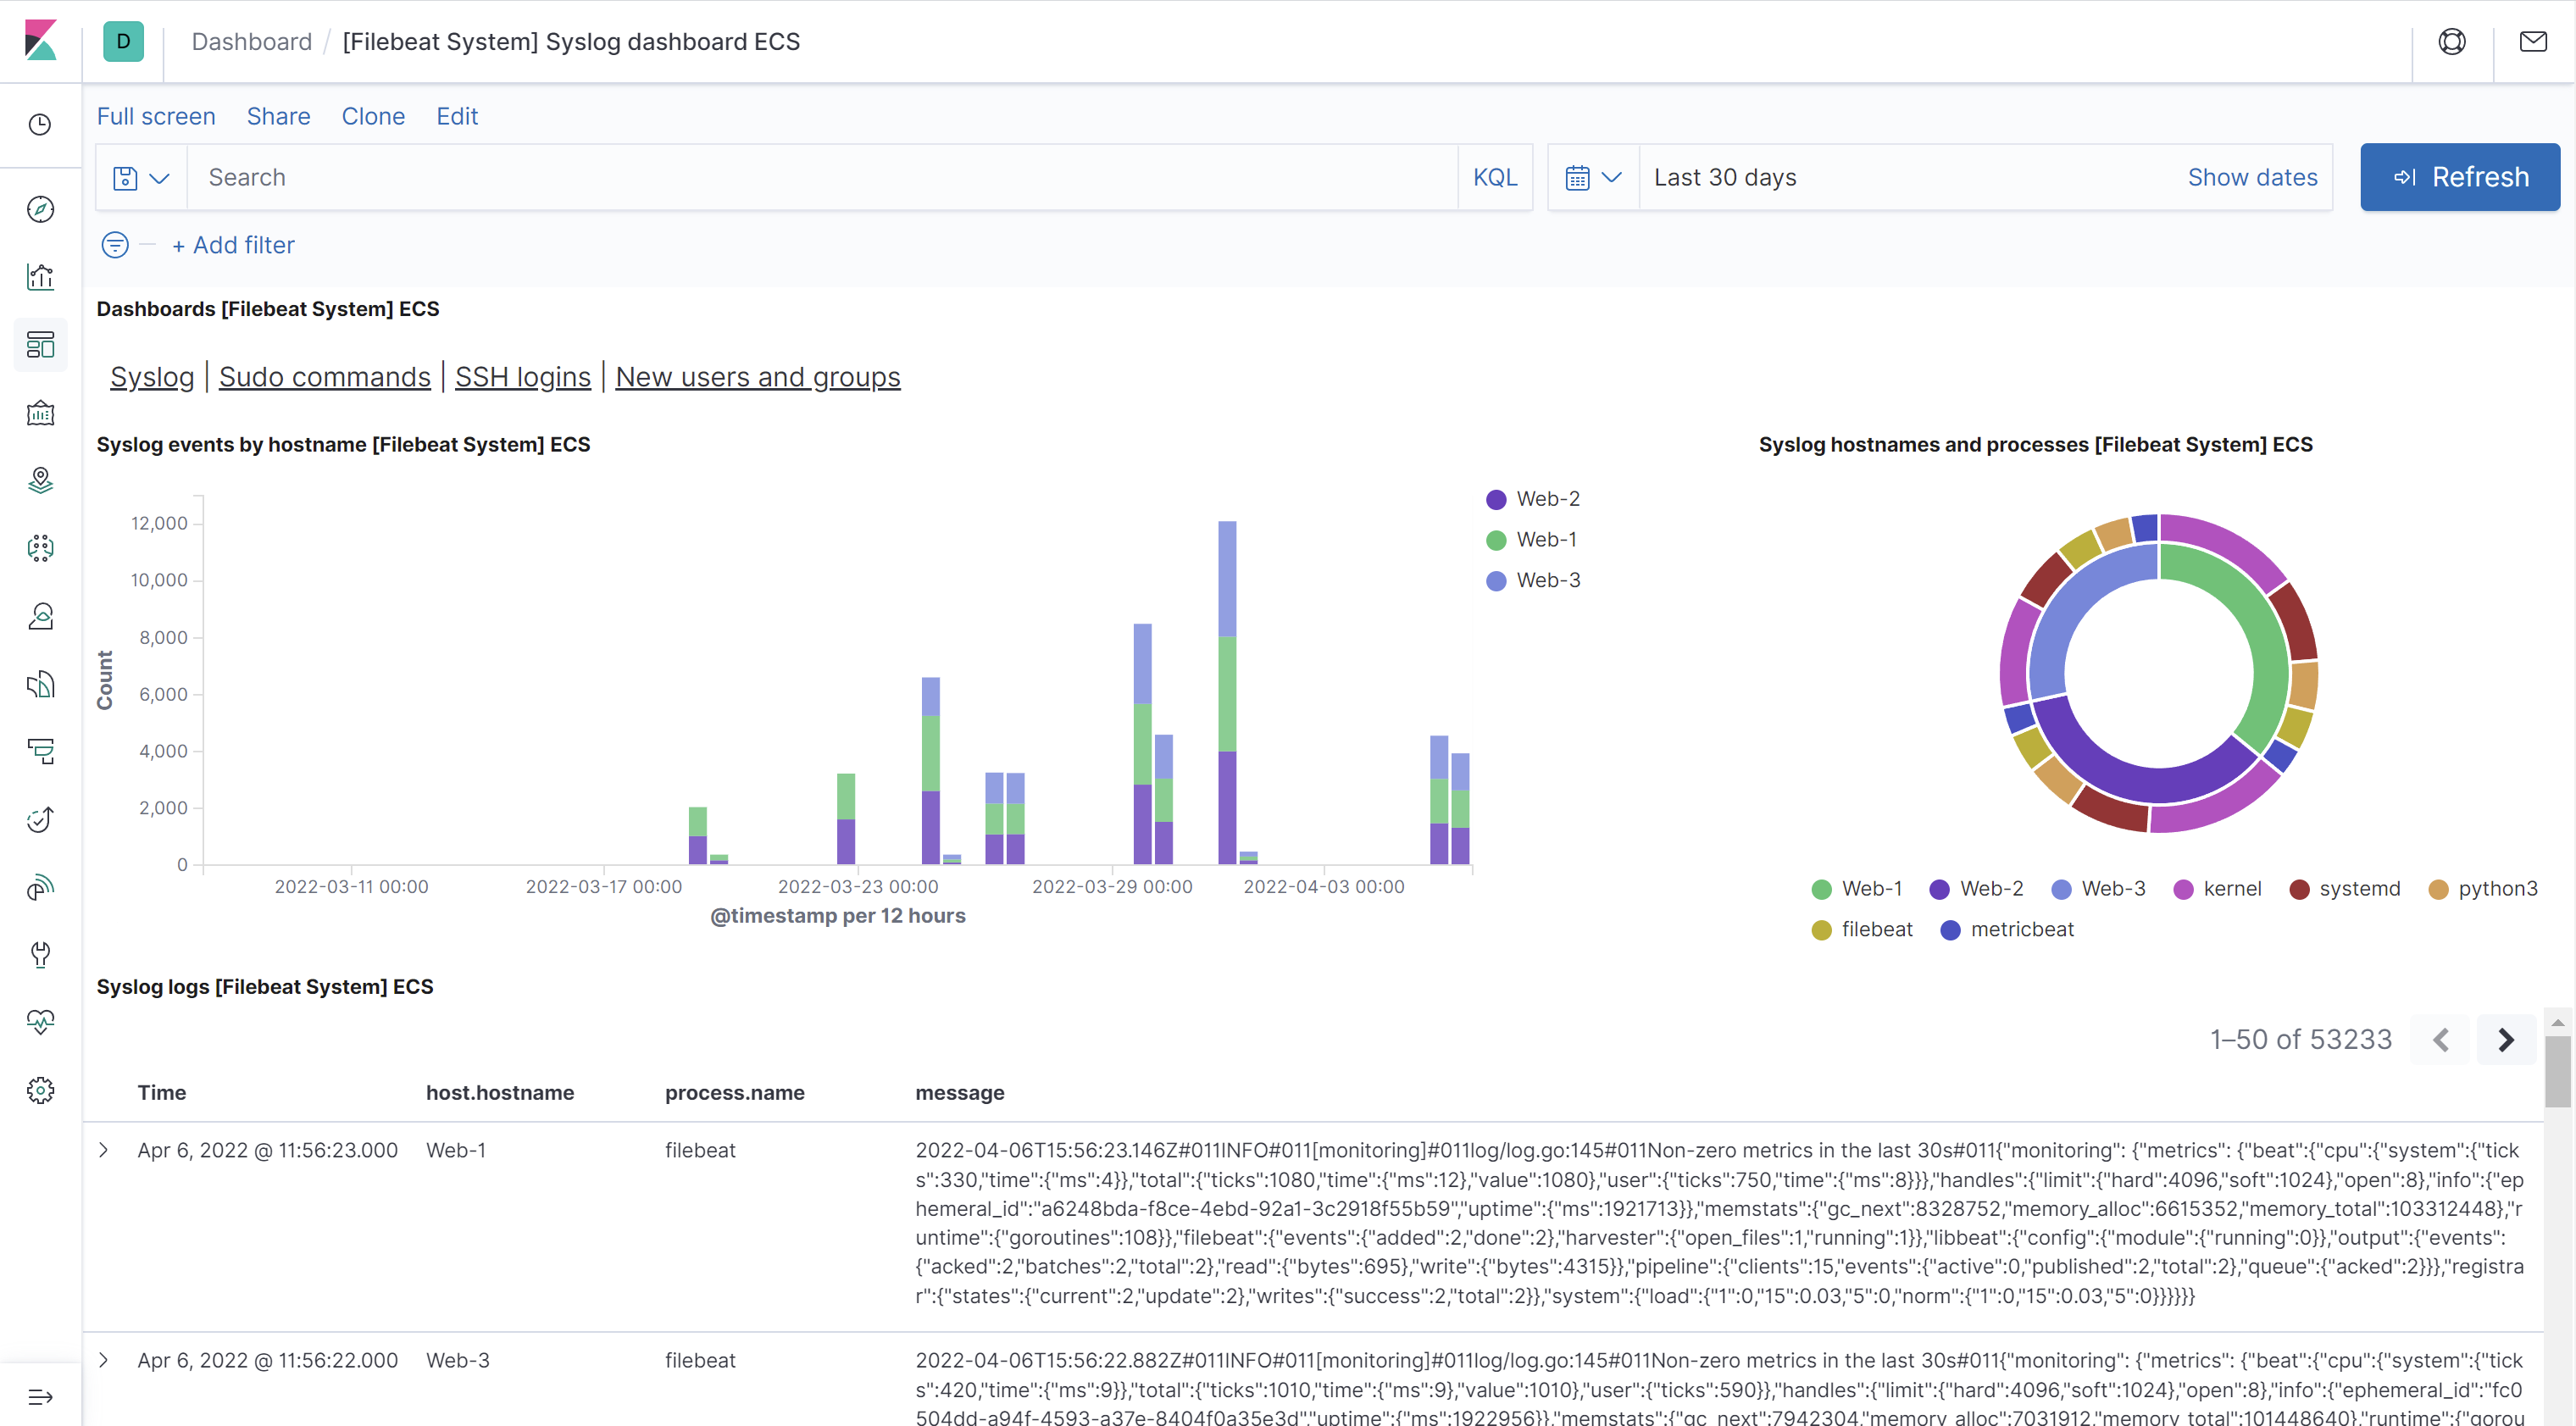 D Dashboard / [Filebeat System] Syslog dashboard ECS
Full screen Share Clone Edit
Search KQL Last 30 days Show dates Refresh
+ Add filter
Dashboards [Filebeat System] ECS
Syslog | Sudo commands | SSH logins | New users and groups
Syslog events by hostname [Filebeat System] ECS
Count
12,000
10,000
8,000
6,000
4,000
2,000
0
2022-03-11 00:00 2022-03-17 00:00 2022-03-23 00:00 2022-03-29 00:00 2022-04-03 00:00
@timestamp per 12 hours
Web-2
Web-1
Web-3
Syslog hostnames and processes [Filebeat System] ECS
Web-1 Web-2 Web-3 kernel systemd python3
filebeat metricbeat
Syslog logs [Filebeat System] ECS
1–50 of 53233
Time host.hostname process.name message
Apr 6, 2022 @ 11:56:23.000 Web-1 filebeat 2022-04-06T15:56:23.146Z#011INFO#011[monitoring]#011log/log.go:145#011Non-zero metrics in the last 30s#011{"monitoring": {"metrics": {"beat":{"cpu":{"system":{"tick
s":330,"time":{"ms":4}},"total":{"ticks":1080,"time":{"ms":12},"value":1080},"user":{"ticks":750,"time":{"ms":8}}},"handles":{"limit":{"hard":4096,"soft":1024},"open":8},"info":{"ep
hemeral_id":"a6248bda-f8ce-4ebd-92a1-3c2918f55b59","uptime":{"ms":1921713}},"memstats":{"gc_next":8328752,"memory_alloc":6615352,"memory_total":103312448},"r
untime":{"goroutines":108}},"filebeat":{"events":{"added":2,"done":2},"harvester":{"open_files":1,"running":1}},"libbeat":{"config":{"module":{"running":0}},"output":{"events":
{"acked":2,"batches":2,"total":2},"read":{"bytes":695},"write":{"bytes":4315}},"pipeline":{"clients":15,"events":{"active":0,"published":2,"total":2},"queue":{"acked":2}}},"registra
r":{"states":{"current":2,"update":2},"writes":{"success":2,"total":2}},"system":{"load":{"1":0,"15":0.03,"5":0,"norm":{"1":0,"15":0.03,"5":0}}}}}}
Apr 6, 2022 @ 11:56:22.000 Web-3 filebeat 2022-04-06T15:56:22.882Z#011INFO#011[monitoring]#011log/log.go:145#011Non-zero metrics in the last 30s#011{"monitoring": {"metrics": {"beat":{"cpu":{"system":{"tick
s":420,"time":{"ms":9}},"total":{"ticks":1010,"time":{"ms":9},"value":1010},"user":{"ticks":590}},"handles":{"limit":{"hard":4096,"soft":1024},"open":8},"info":{"ephemeral_id":"fc0
504dd-a94f-4593-a37e-8404f0a35e3d","uptime":{"ms":1922956}},"memstats":{"gc_next":7942304,"memory_alloc":7031912,"memory_total":101448640},"runtime":{"gorou